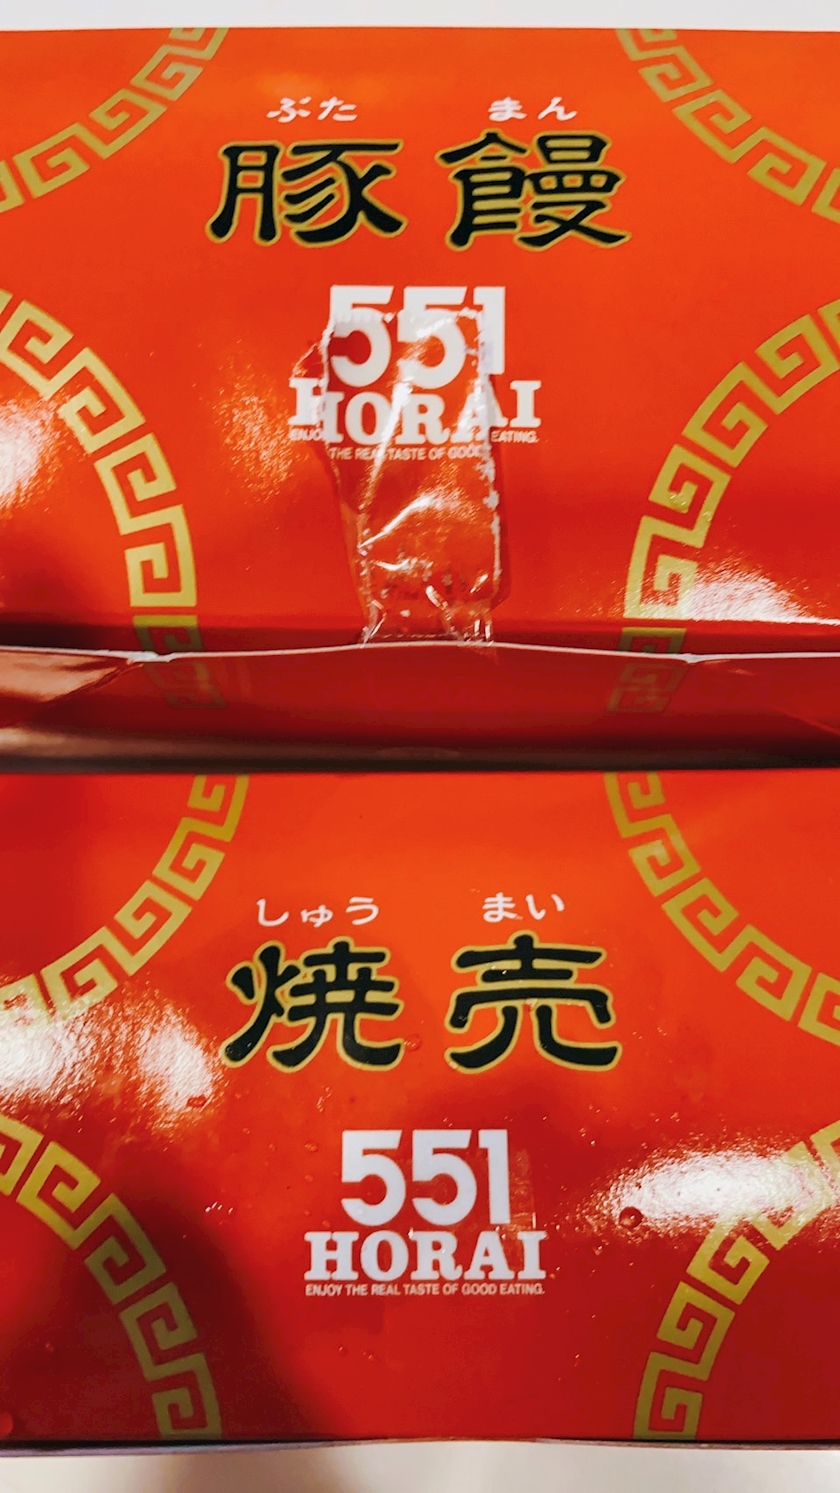 ぶた まん
豚饅
551
HORAI
ENJOY THE REAL TASTE OF GOOD EATING.
しゅう まい
焼売
551
HORAI
ENJOY THE REAL TASTE OF GOOD EATING.